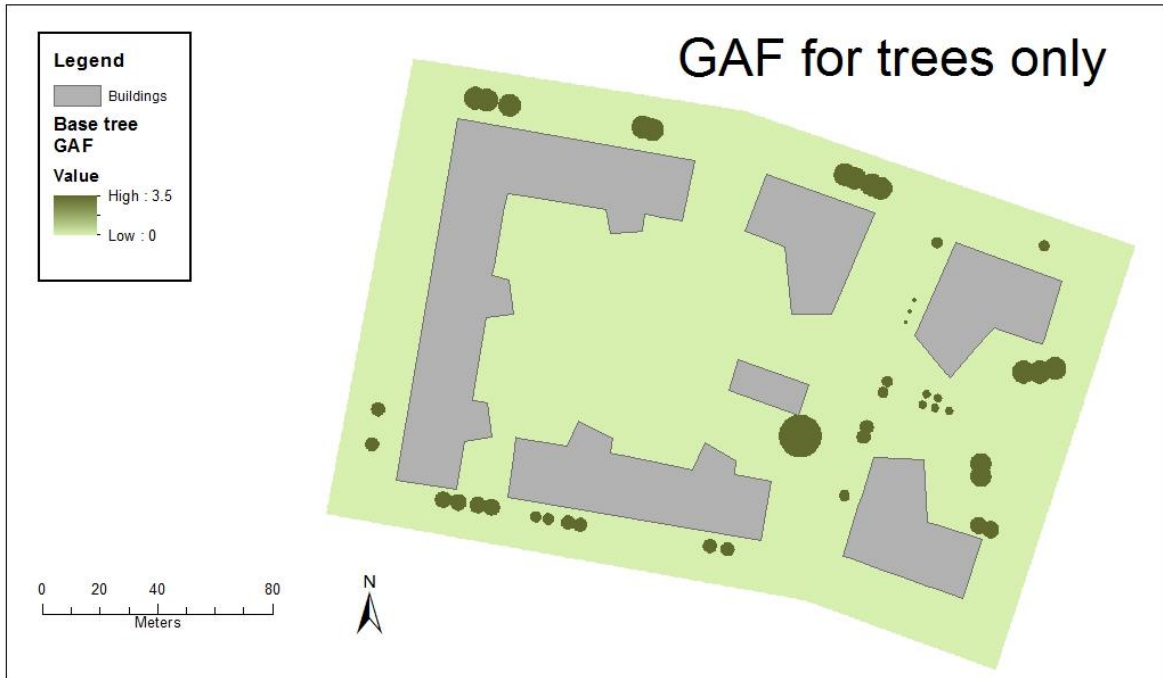 GAF for trees only
Legend
Buildings
Base tree
GAF
Value
High : 3.5
Low : 0
0 20 40 80
Meters
N